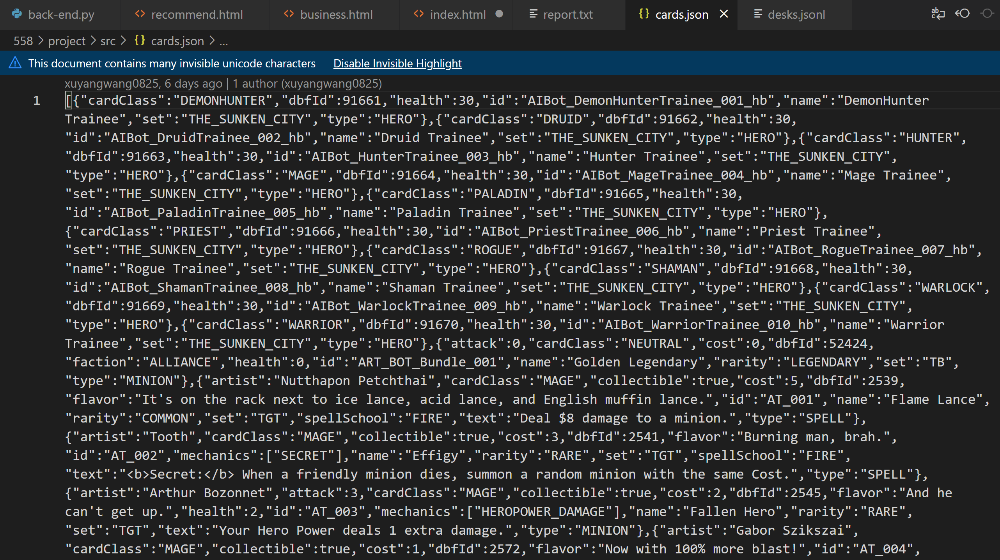 back-end.py recommend.html business.html index.html report.txt cards.json desks.jsonl
558 > project > src > {} cards.json > ...
This document contains many invisible unicode characters Disable Invisible Highlight
xuyangwang0825, 6 days ago | 1 author (xuyangwang0825)
1 [{"cardClass":"DEMONHUNTER","dbfId":91661,"health":30,"id":"AIBot_DemonHunterTrainee_001_hb","name":"DemonHunter
Trainee","set":"THE_SUNKEN_CITY","type":"HERO"},{"cardClass":"DRUID","dbfId":91662,"health":30,
"id":"AIBot_DruidTrainee_002_hb","name":"Druid Trainee","set":"THE_SUNKEN_CITY","type":"HERO"},{"cardClass":"HUNTER",
"dbfId":91663,"health":30,"id":"AIBot_HunterTrainee_003_hb","name":"Hunter Trainee","set":"THE_SUNKEN_CITY",
"type":"HERO"},{"cardClass":"MAGE","dbfId":91664,"health":30,"id":"AIBot_MageTrainee_004_hb","name":"Mage Trainee",
"set":"THE_SUNKEN_CITY","type":"HERO"},{"cardClass":"PALADIN","dbfId":91665,"health":30,
"id":"AIBot_PaladinTrainee_005_hb","name":"Paladin Trainee","set":"THE_SUNKEN_CITY","type":"HERO"},
{"cardClass":"PRIEST","dbfId":91666,"health":30,"id":"AIBot_PriestTrainee_006_hb","name":"Priest Trainee",
"set":"THE_SUNKEN_CITY","type":"HERO"},{"cardClass":"ROGUE","dbfId":91667,"health":30,"id":"AIBot_RogueTrainee_007_hb",
"name":"Rogue Trainee","set":"THE_SUNKEN_CITY","type":"HERO"},{"cardClass":"SHAMAN","dbfId":91668,"health":30,
"id":"AIBot_ShamanTrainee_008_hb","name":"Shaman Trainee","set":"THE_SUNKEN_CITY","type":"HERO"},{"cardClass":"WARLOCK",
"dbfId":91669,"health":30,"id":"AIBot_WarlockTrainee_009_hb","name":"Warlock Trainee","set":"THE_SUNKEN_CITY",
"type":"HERO"},{"cardClass":"WARRIOR","dbfId":91670,"health":30,"id":"AIBot_WarriorTrainee_010_hb","name":"Warrior
Trainee","set":"THE_SUNKEN_CITY","type":"HERO"},{"attack":0,"cardClass":"NEUTRAL","cost":0,"dbfId":52424,
"faction":"ALLIANCE","health":0,"id":"ART_BOT_Bundle_001","name":"Golden Legendary","rarity":"LEGENDARY","set":"TB",
"type":"MINION"},{"artist":"Nutthapon Petchthai","cardClass":"MAGE","collectible":true,"cost":5,"dbfId":2539,
"flavor":"It's on the rack next to ice lance, acid lance, and English muffin lance.","id":"AT_001","name":"Flame Lance",
"rarity":"COMMON","set":"TGT","spellSchool":"FIRE","text":"Deal $8 damage to a minion.","type":"SPELL"},
{"artist":"Tooth","cardClass":"MAGE","collectible":true,"cost":3,"dbfId":2541,"flavor":"Burning man, brah.",
"id":"AT_002","mechanics":["SECRET"],"name":"Effigy","rarity":"RARE","set":"TGT","spellSchool":"FIRE",
"text":"<b>Secret:</b> When a friendly minion dies, summon a random minion with the same Cost.","type":"SPELL"},
{"artist":"Arthur Bozonnet","attack":3,"cardClass":"MAGE","collectible":true,"cost":2,"dbfId":2545,"flavor":"And he
can't get up.","health":2,"id":"AT_003","mechanics":["HEROPOWER_DAMAGE"],"name":"Fallen Hero","rarity":"RARE",
"set":"TGT","text":"Your Hero Power deals 1 extra damage.","type":"MINION"},{"artist":"Gabor Szikszai",
"cardClass":"MAGE","collectible":true,"cost":1,"dbfId":2572,"flavor":"Now with 100% more blast!","id":"AT_004",